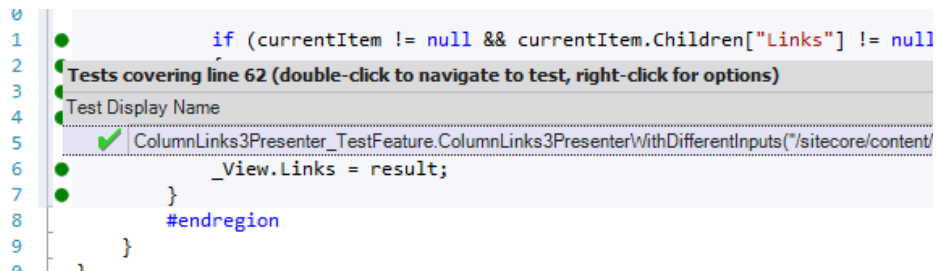 0
1 if (currentItem != null && currentItem.Children["Links"] != null
2
Tests covering line 62 (double-click to navigate to test, right-click for options)
3
Test Display Name
4
5 ColumnLinks3Presenter_TestFeature.ColumnLinks3PresenterWithDifferentInputs("/sitecore/content/
6 _View.Links = result;
7 }
8 #endregion
9 }
0 }